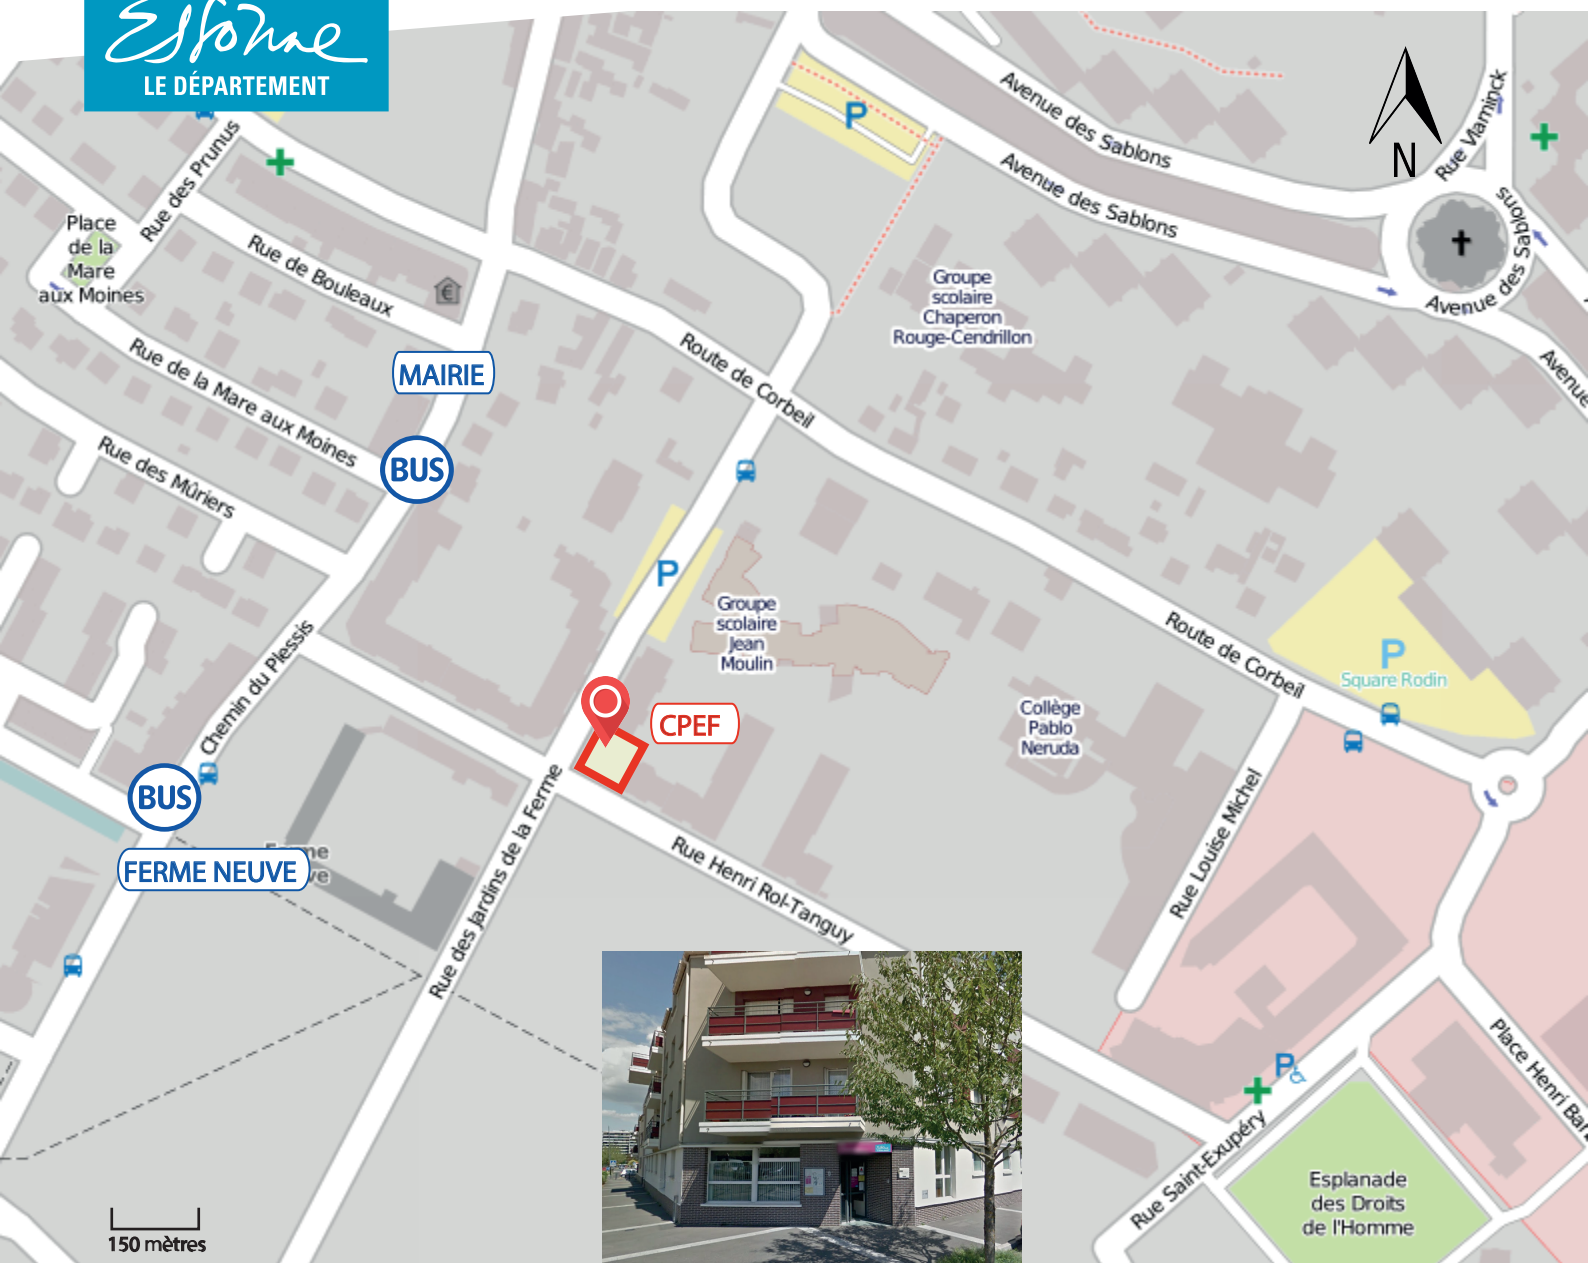 Essonne
LE DÉPARTEMENT
Avenue des Sablons
Rue Vlaminck
P
N
Rue des Prunus
Avenue des Sablons
Avenue des Sablons
Place
de la
Mare
aux Moines
Rue de Bouleaux
€
Groupe
scolaire
Chaperon
Rouge-Cendrillon
Avenue
Route de Corbeil
Rue de la Mare aux Moines
MAIRIE
BUS
Rue des Mûriers
P
Groupe
scolaire
Jean
Moulin
Route de Corbeil
P
Square Rodin
Chemin du Plessis
CPEF
Collège
Pablo
Neruda
BUS
FERME NEUVE
Rue des Jardins de la Ferme
Rue Henri Rol-Tanguy
Rue Louise Michel
Place Henri Bar
P
Rue Saint-Exupéry
Esplanade
des Droits
de l'Homme
150 mètres